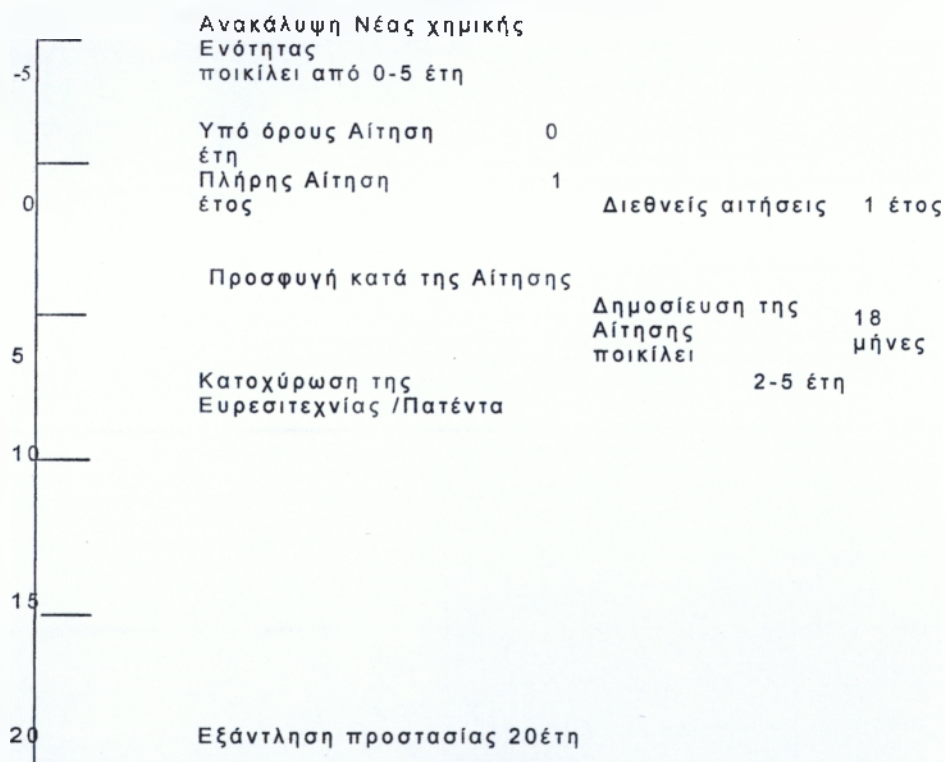 Ανακάλυψη Νέας χημικής
Ενότητας
-5 ποικίλει από 0-5 έτη
Υπό όρους Αίτηση 0
έτη
Πλήρης Αίτηση 1
0 έτος Διεθνείς αιτήσεις 1 έτος
Προσφυγή κατά της Αίτησης
Δημοσίευση της 18
Αίτησης μήνες
5 ποικίλει
Κατοχύρωση της 2-5 έτη
Ευρεσιτεχνίας /Πατέντα
10
15
20 Εξάντληση προστασίας 20έτη